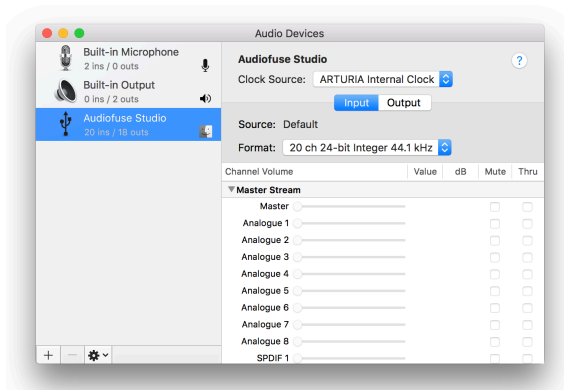 Audio Devices
Built-in Microphone
2 ins / 0 outs
Built-in Output
0 ins / 2 outs
Audiofuse Studio
20 ins / 18 outs
Audiofuse Studio
?
Clock Source: ARTURIA Internal Clock
Input Output
Source: Default
Format: 20 ch 24-bit Integer 44.1 kHz
Channel Volume Value dB Mute Thru
Master Stream
Master
Analogue 1
Analogue 2
Analogue 3
Analogue 4
Analogue 5
Analogue 6
Analogue 7
Analogue 8
SPDIF 1